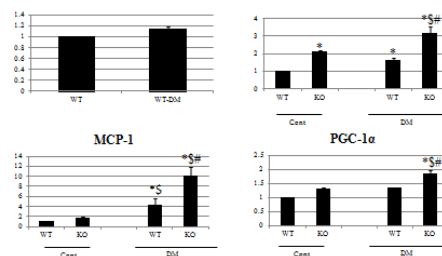 1.4
1.2
1
0.8
0.6
0.4
0.2
0
WT WT-DM
4
3
2
1
0
* * *$#
WT KO WT KO
Cont DM
MCP-1
14
12
10
8
6
4
2
0
*$ *$#
WT KO WT KO
Cont DM
PGC-1α
2.5
2
1.5
1
0.5
0
*$#
WT KO WT KO
Cont DM